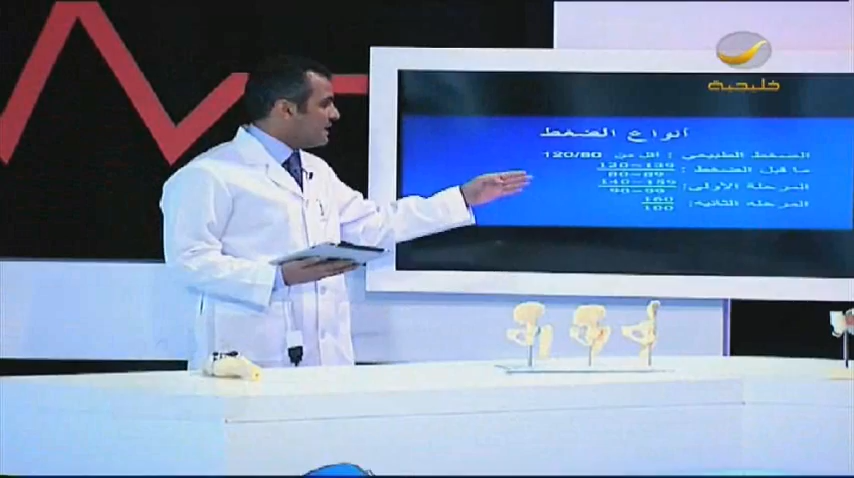 خليجية
أنواع الضغط
الضغط الطبيعي : أقل من 120/80
ما قبل الضغط : 120-139
80-89
المرحلة الأولى: 140-159
90-99
المرحلة الثانية: 160
100